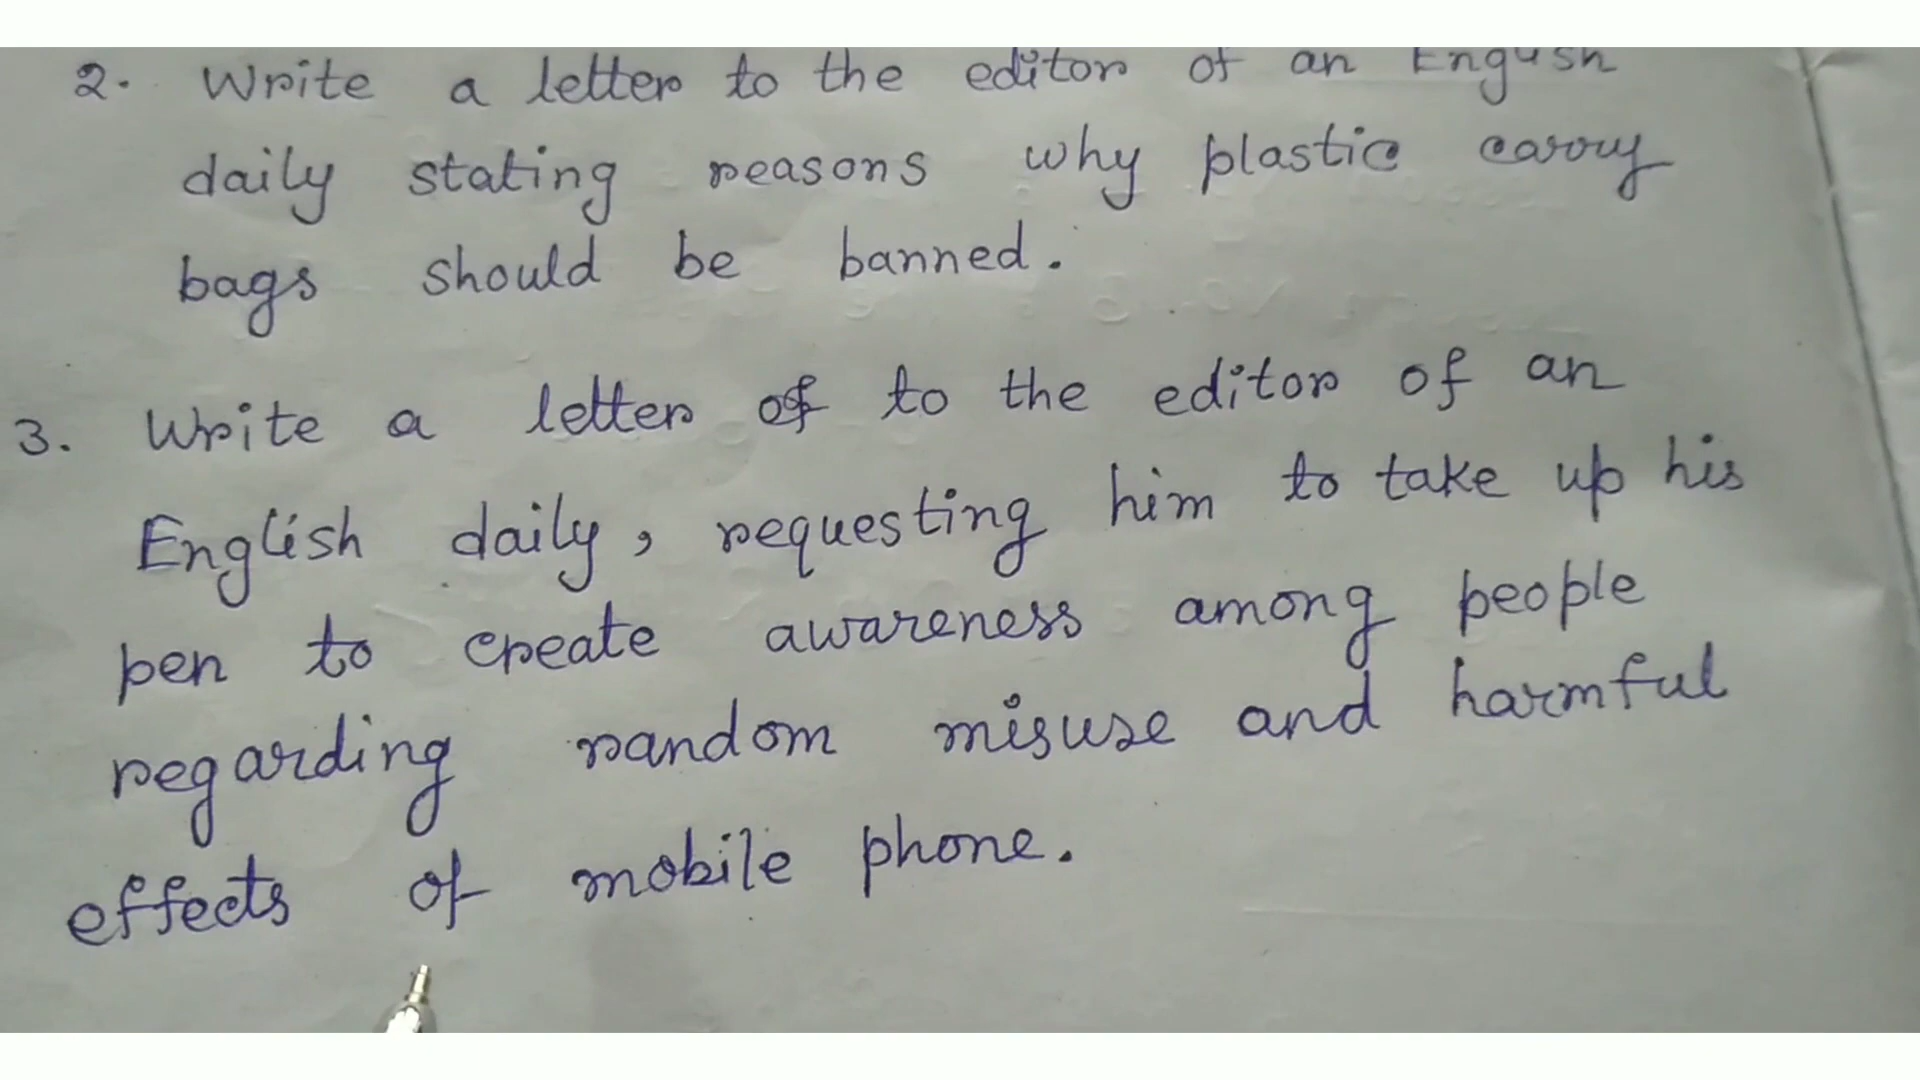 2. Write a letter to the editor of an English
daily stating reasons why plastic carry
bags should be banned.
3. Write a letter of to the editor of an
English daily, requesting him to take up his
pen to create awareness among people
regarding random misuse and harmful
effects of mobile phone.